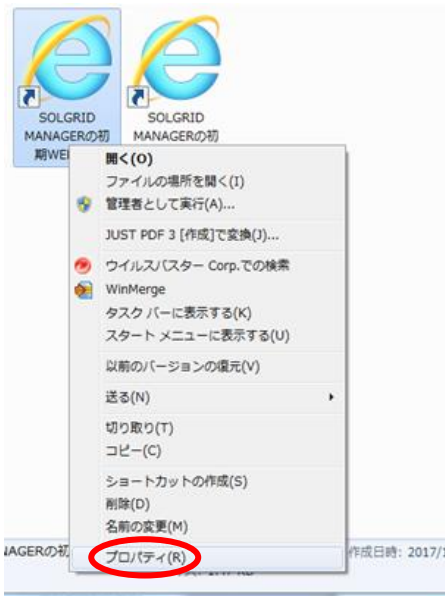 SOLGRID
MANAGERの初
期WE
SOLGRID
MANAGERの初
開く(O)
ファイルの場所を開く(I)
管理者として実行(A)...
JUST PDF 3 [作成]で変換(J)...
ウイルスバスター Corp.での検索
WinMerge
タスク バーに表示する(K)
スタート メニューに表示する(U)
以前のバージョンの復元(V)
送る(N)
切り取り(T)
コピー(C)
ショートカットの作成(S)
削除(D)
名前の変更(M)
プロパティ(R)
NAGERの初
作成日時: 2017/1